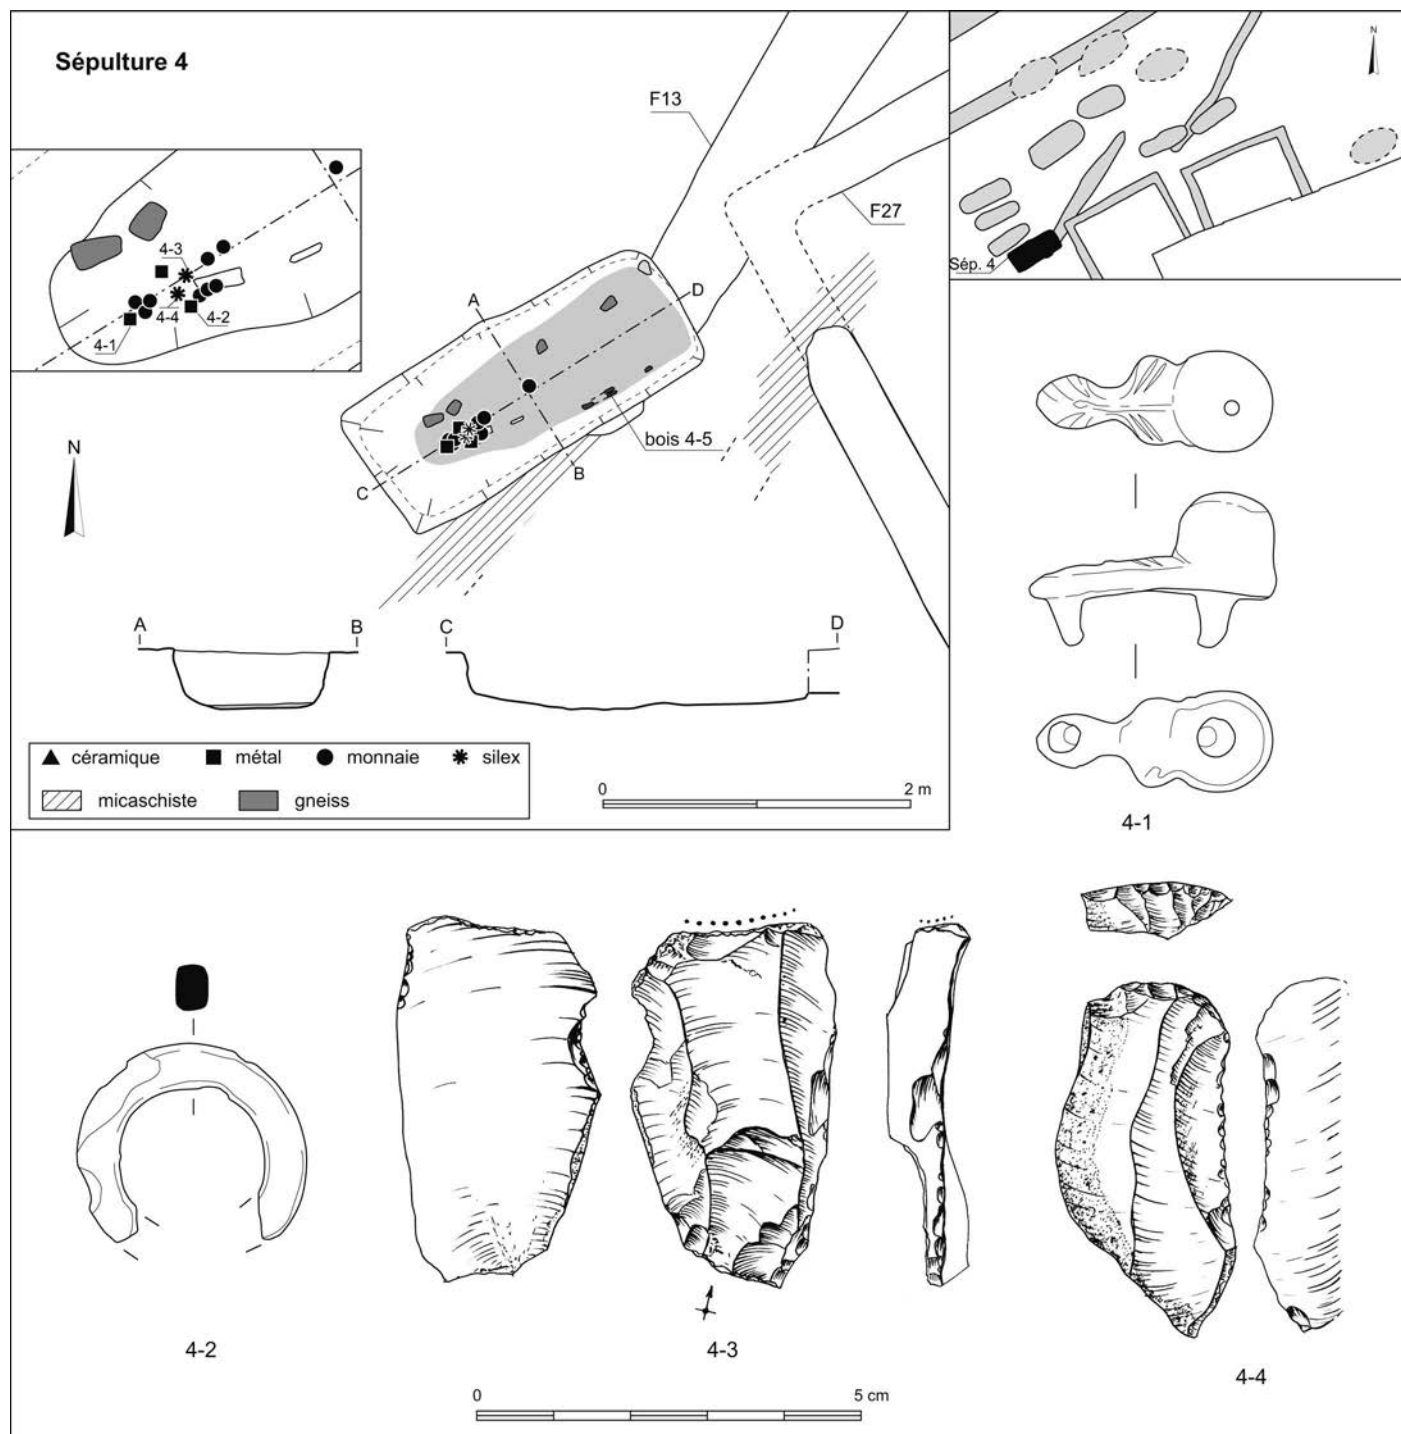 Sépulture 4
F13
N
4-3
F27
Sép. 4
4-4
4-2
4-1
A
D
bois 4-5
N
C
B
A
B
C
D
céramique
métal
monnaie
silex
micaschiste
gneiss
0
2 m
4-1
4-2
4-3
4-4
0
5 cm